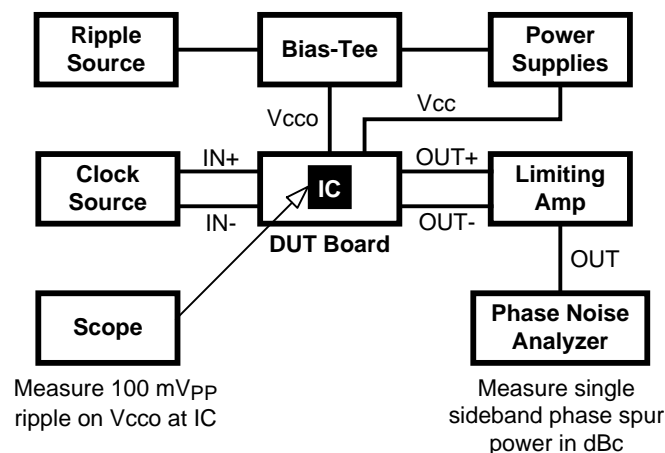 Ripple
Source
Bias-Tee
Power
Supplies
Vcco
Vcc
Clock
Source
IN+
IN-
IC
DUT Board
OUT+
OUT-
Limiting
Amp
OUT
Scope
Phase Noise
Analyzer
Measure 100 mVPP
ripple on Vcco at IC
Measure single
sideband phase spur
power in dBc